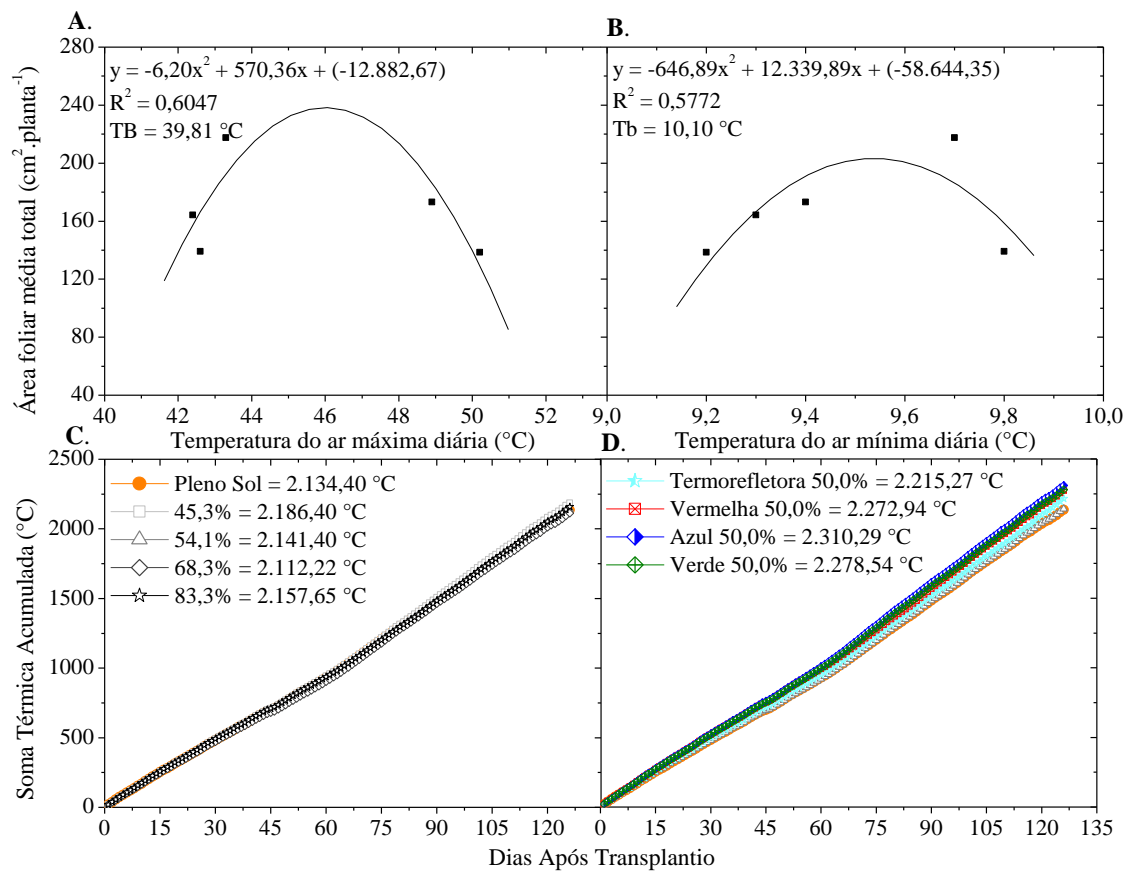 A.
B.
280
240
200
160
120
80
40
Área foliar média total (cm².planta⁻¹)
y = -6,20x² + 570,36x + (-12.882,67)
R² = 0,6047
TB = 39,81 °C
y = -646,89x² + 12.339,89x + (-58.644,35)
R² = 0,5772
Tb = 10,10 °C
40 42 44 46 48 50 52
9,0 9,2 9,4 9,6 9,8 10,0
Temperatura do ar máxima diária (°C)
Temperatura do ar mínima diária (°C)
C.
D.
2500
2000
1500
1000
500
0
Soma Térmica Acumulada (°C)
Pleno Sol = 2.134,40 °C
45,3% = 2.186,40 °C
54,1% = 2.141,40 °C
68,3% = 2.112,22 °C
83,3% = 2.157,65 °C
Termorefletora 50,0% = 2.215,27 °C
Vermelha 50,0% = 2.272,94 °C
Azul 50,0% = 2.310,29 °C
Verde 50,0% = 2.278,54 °C
0 15 30 45 60 75 90 105 120
0 15 30 45 60 75 90 105 120 135
Dias Após Transplantio